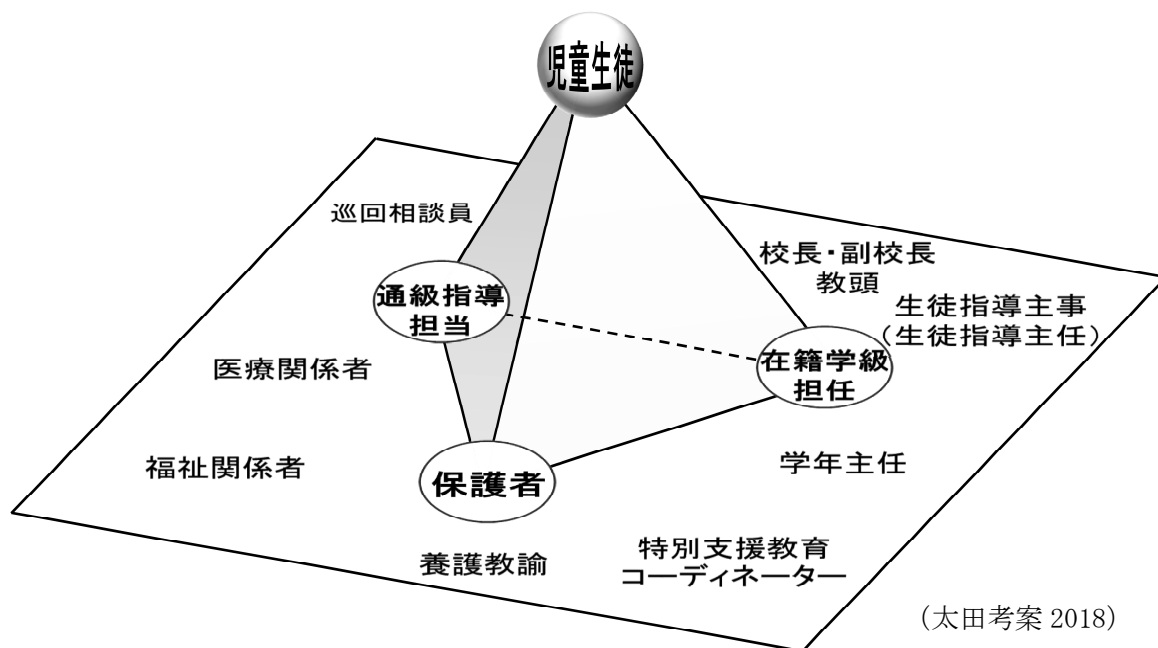 児童生徒
巡回相談員
校長・副校長
教頭
生徒指導主事
（生徒指導主任）
通級指導
担当
在籍学級
担任
医療関係者
福祉関係者
保護者
学年主任
養護教諭
特別支援教育
コーディネーター
（太田考案 2018）